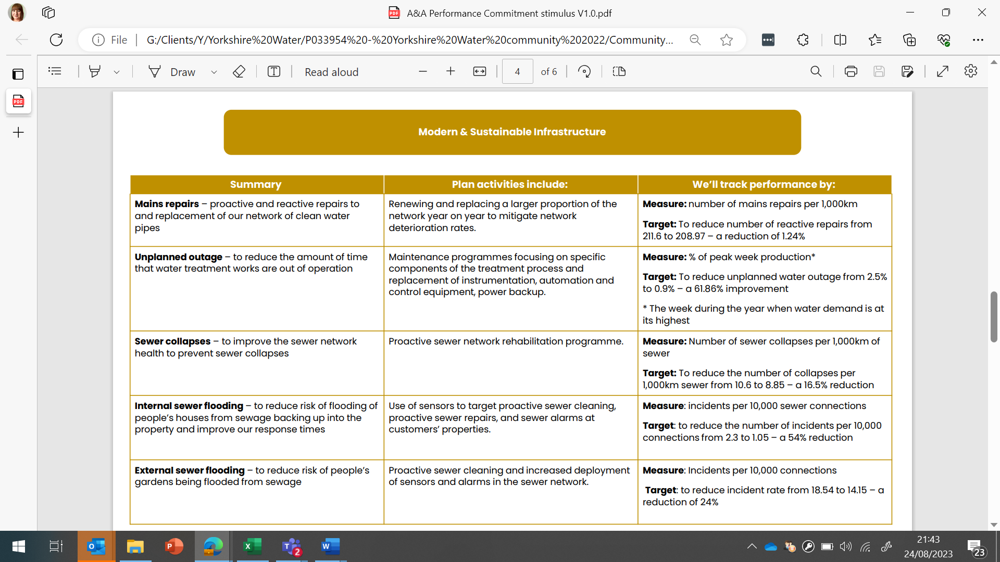 A&A Performance Commitment stimulus V1.0.pdf
File
G:/Clients/Y/Yorkshire%20Water/P033954%20-%20Yorkshire%20Water%20community%202022/Community...
Draw
Read aloud
4
of 6
Modern & Sustainable Infrastructure
Summary
Plan activities include:
We'll track performance by:
Mains repairs – proactive and reactive repairs to
and replacement of our network of clean water
pipes
Renewing and replacing a larger proportion of the
network year on year to mitigate network
deterioration rates.
Measure: number of mains repairs per 1,000km
Target: To reduce number of reactive repairs from
211.6 to 208.97 – a reduction of 1.24%
Unplanned outage – to reduce the amount of time
that water treatment works are out of operation
Maintenance programmes focusing on specific
components of the treatment process and
replacement of instrumentation, automation and
control equipment, power backup.
Measure: % of peak week production*
Target: To reduce unplanned water outage from 2.5%
to 0.9% – a 61.86% improvement
* The week during the year when water demand is at
its highest
Sewer collapses – to improve the sewer network
health to prevent sewer collapses
Proactive sewer network rehabilitation programme.
Measure: Number of sewer collapses per 1,000km of
sewer
Target: To reduce the number of collapses per
1,000km sewer from 10.6 to 8.85 – a 16.5% reduction
Internal sewer flooding – to reduce risk of flooding of
people's houses from sewage backing up into the
property and improve our response times
Use of sensors to target proactive sewer cleaning,
proactive sewer repairs, and sewer alarms at
customers' properties.
Measure: incidents per 10,000 sewer connections
Target: to reduce the number of incidents per 10,000
connections from 2.3 to 1.05 – a 54% reduction
External sewer flooding – to reduce risk of people's
gardens being flooded from sewage
Proactive sewer cleaning and increased deployment
of sensors and alarms in the sewer network.
Measure: Incidents per 10,000 connections
Target: to reduce incident rate from 18.54 to 14.15 – a
reduction of 24%
21:43
24/08/2023
23
2